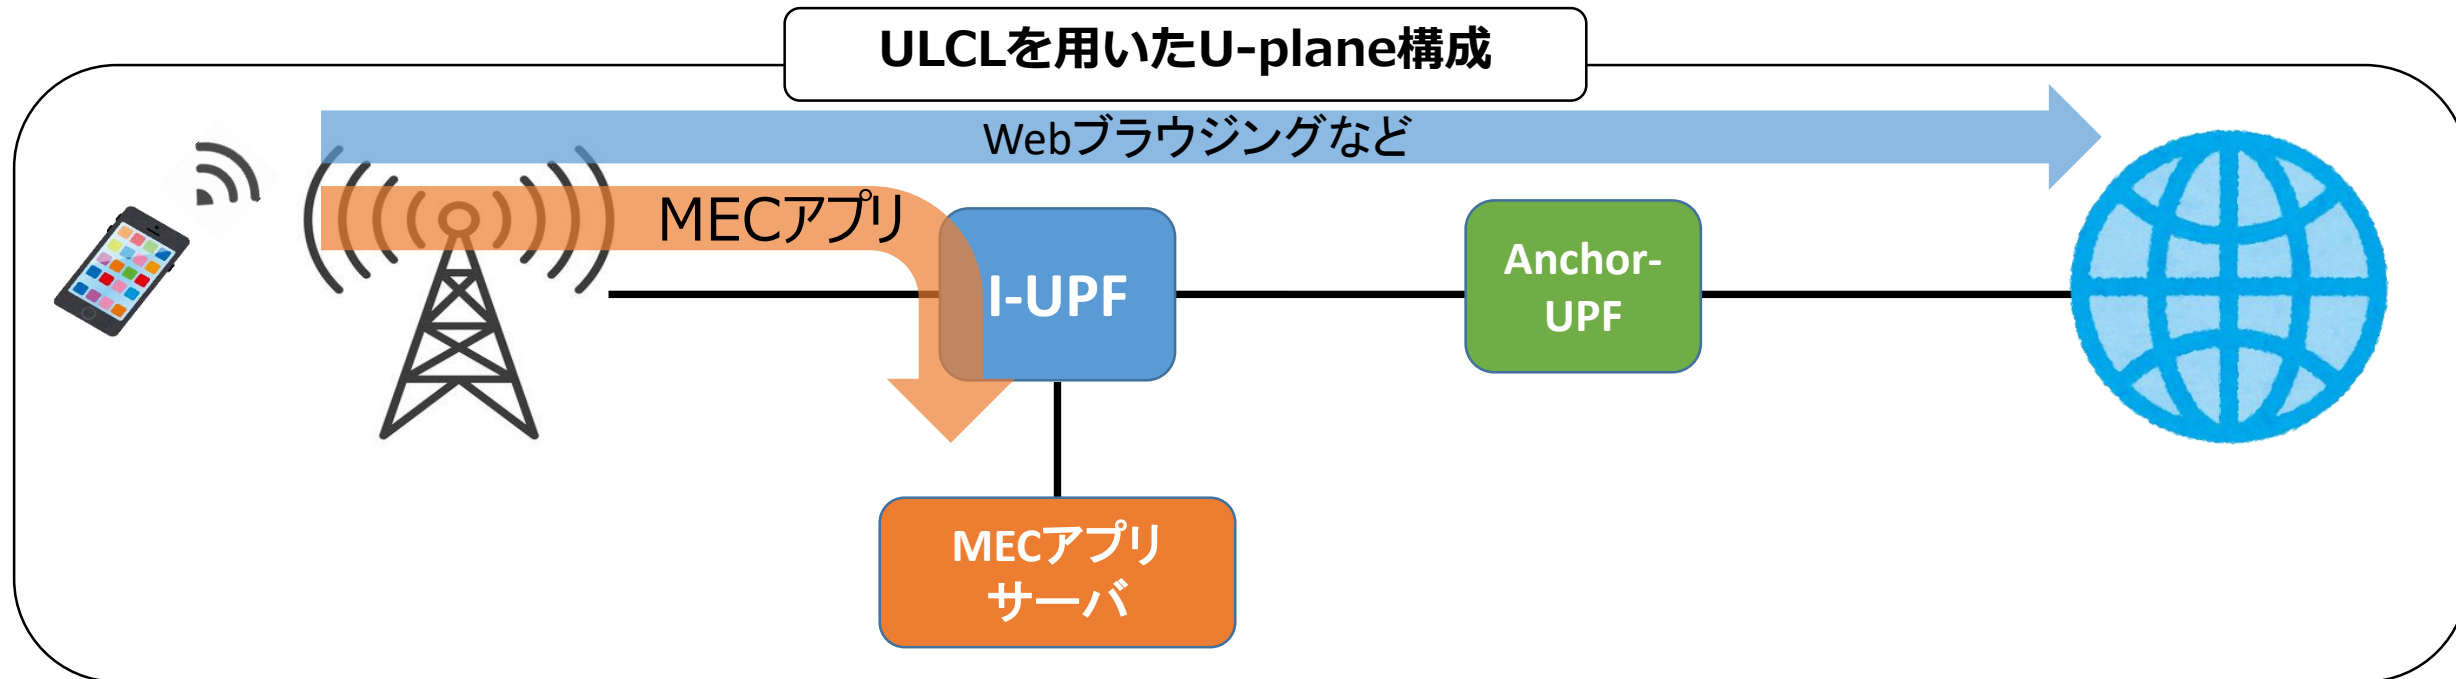 ULCLを用いたU-plane構成
Webブラウジングなど
MECアプリ
I-UPF
Anchor-
UPF
MECアプリ
サーバ